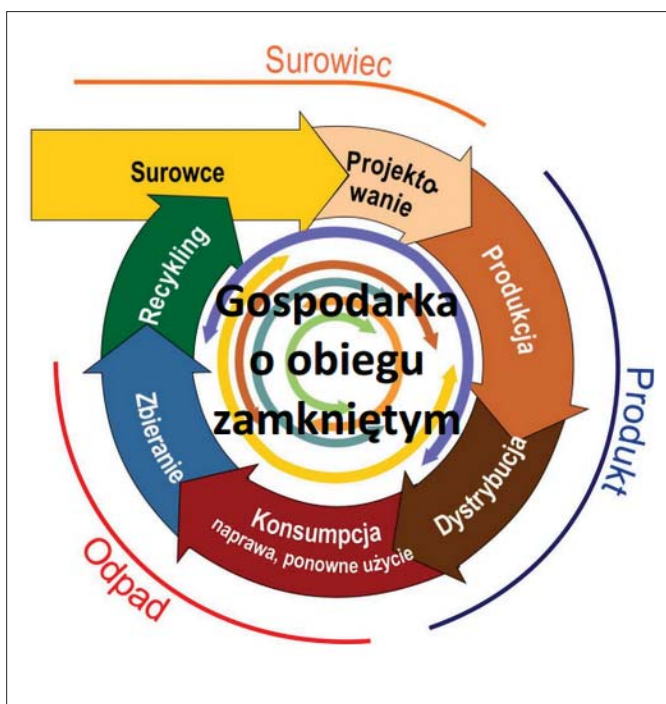 Surowiec
Surowce
Projekto-
wanie
Produkcja
Dystrybucja
Konsumpcja
naprawa, ponowne użycie
Zbieranie
Recykling
Gospodarka
o obiegu
zamkniętym
Produkt
Odpad